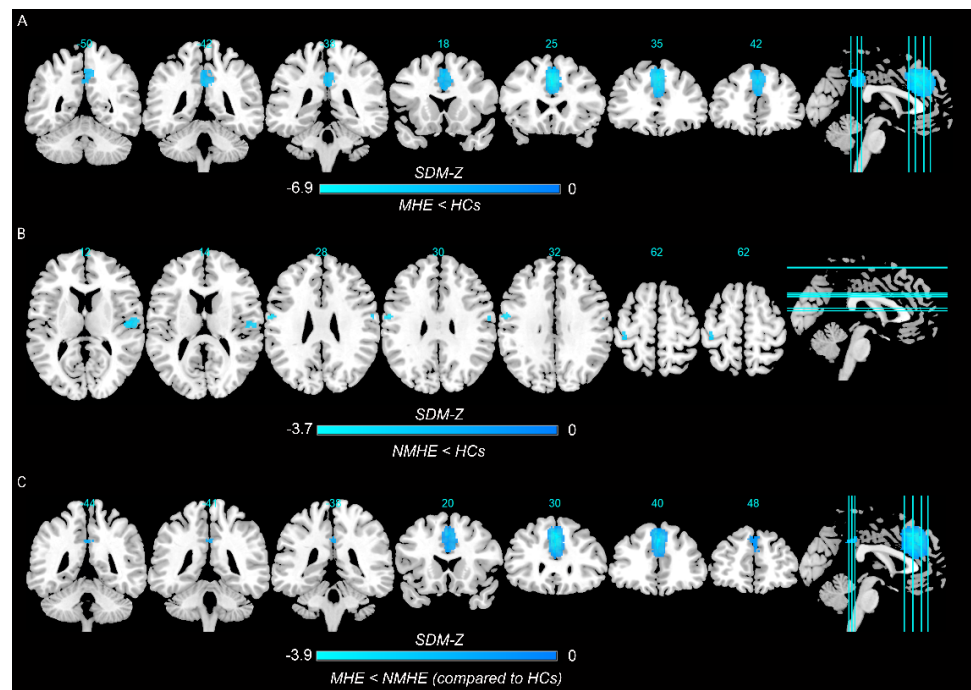 A
-50 -42 18 25 35 42
SDM-Z
-6.9 0
MHE < HCs
B
12 14 28 30 32 62 62
SDM-Z
-3.7 0
NMHE < HCs
C
-44 20 30 40 48
SDM-Z
-3.9 0
MHE < NMHE (compared to HCs)